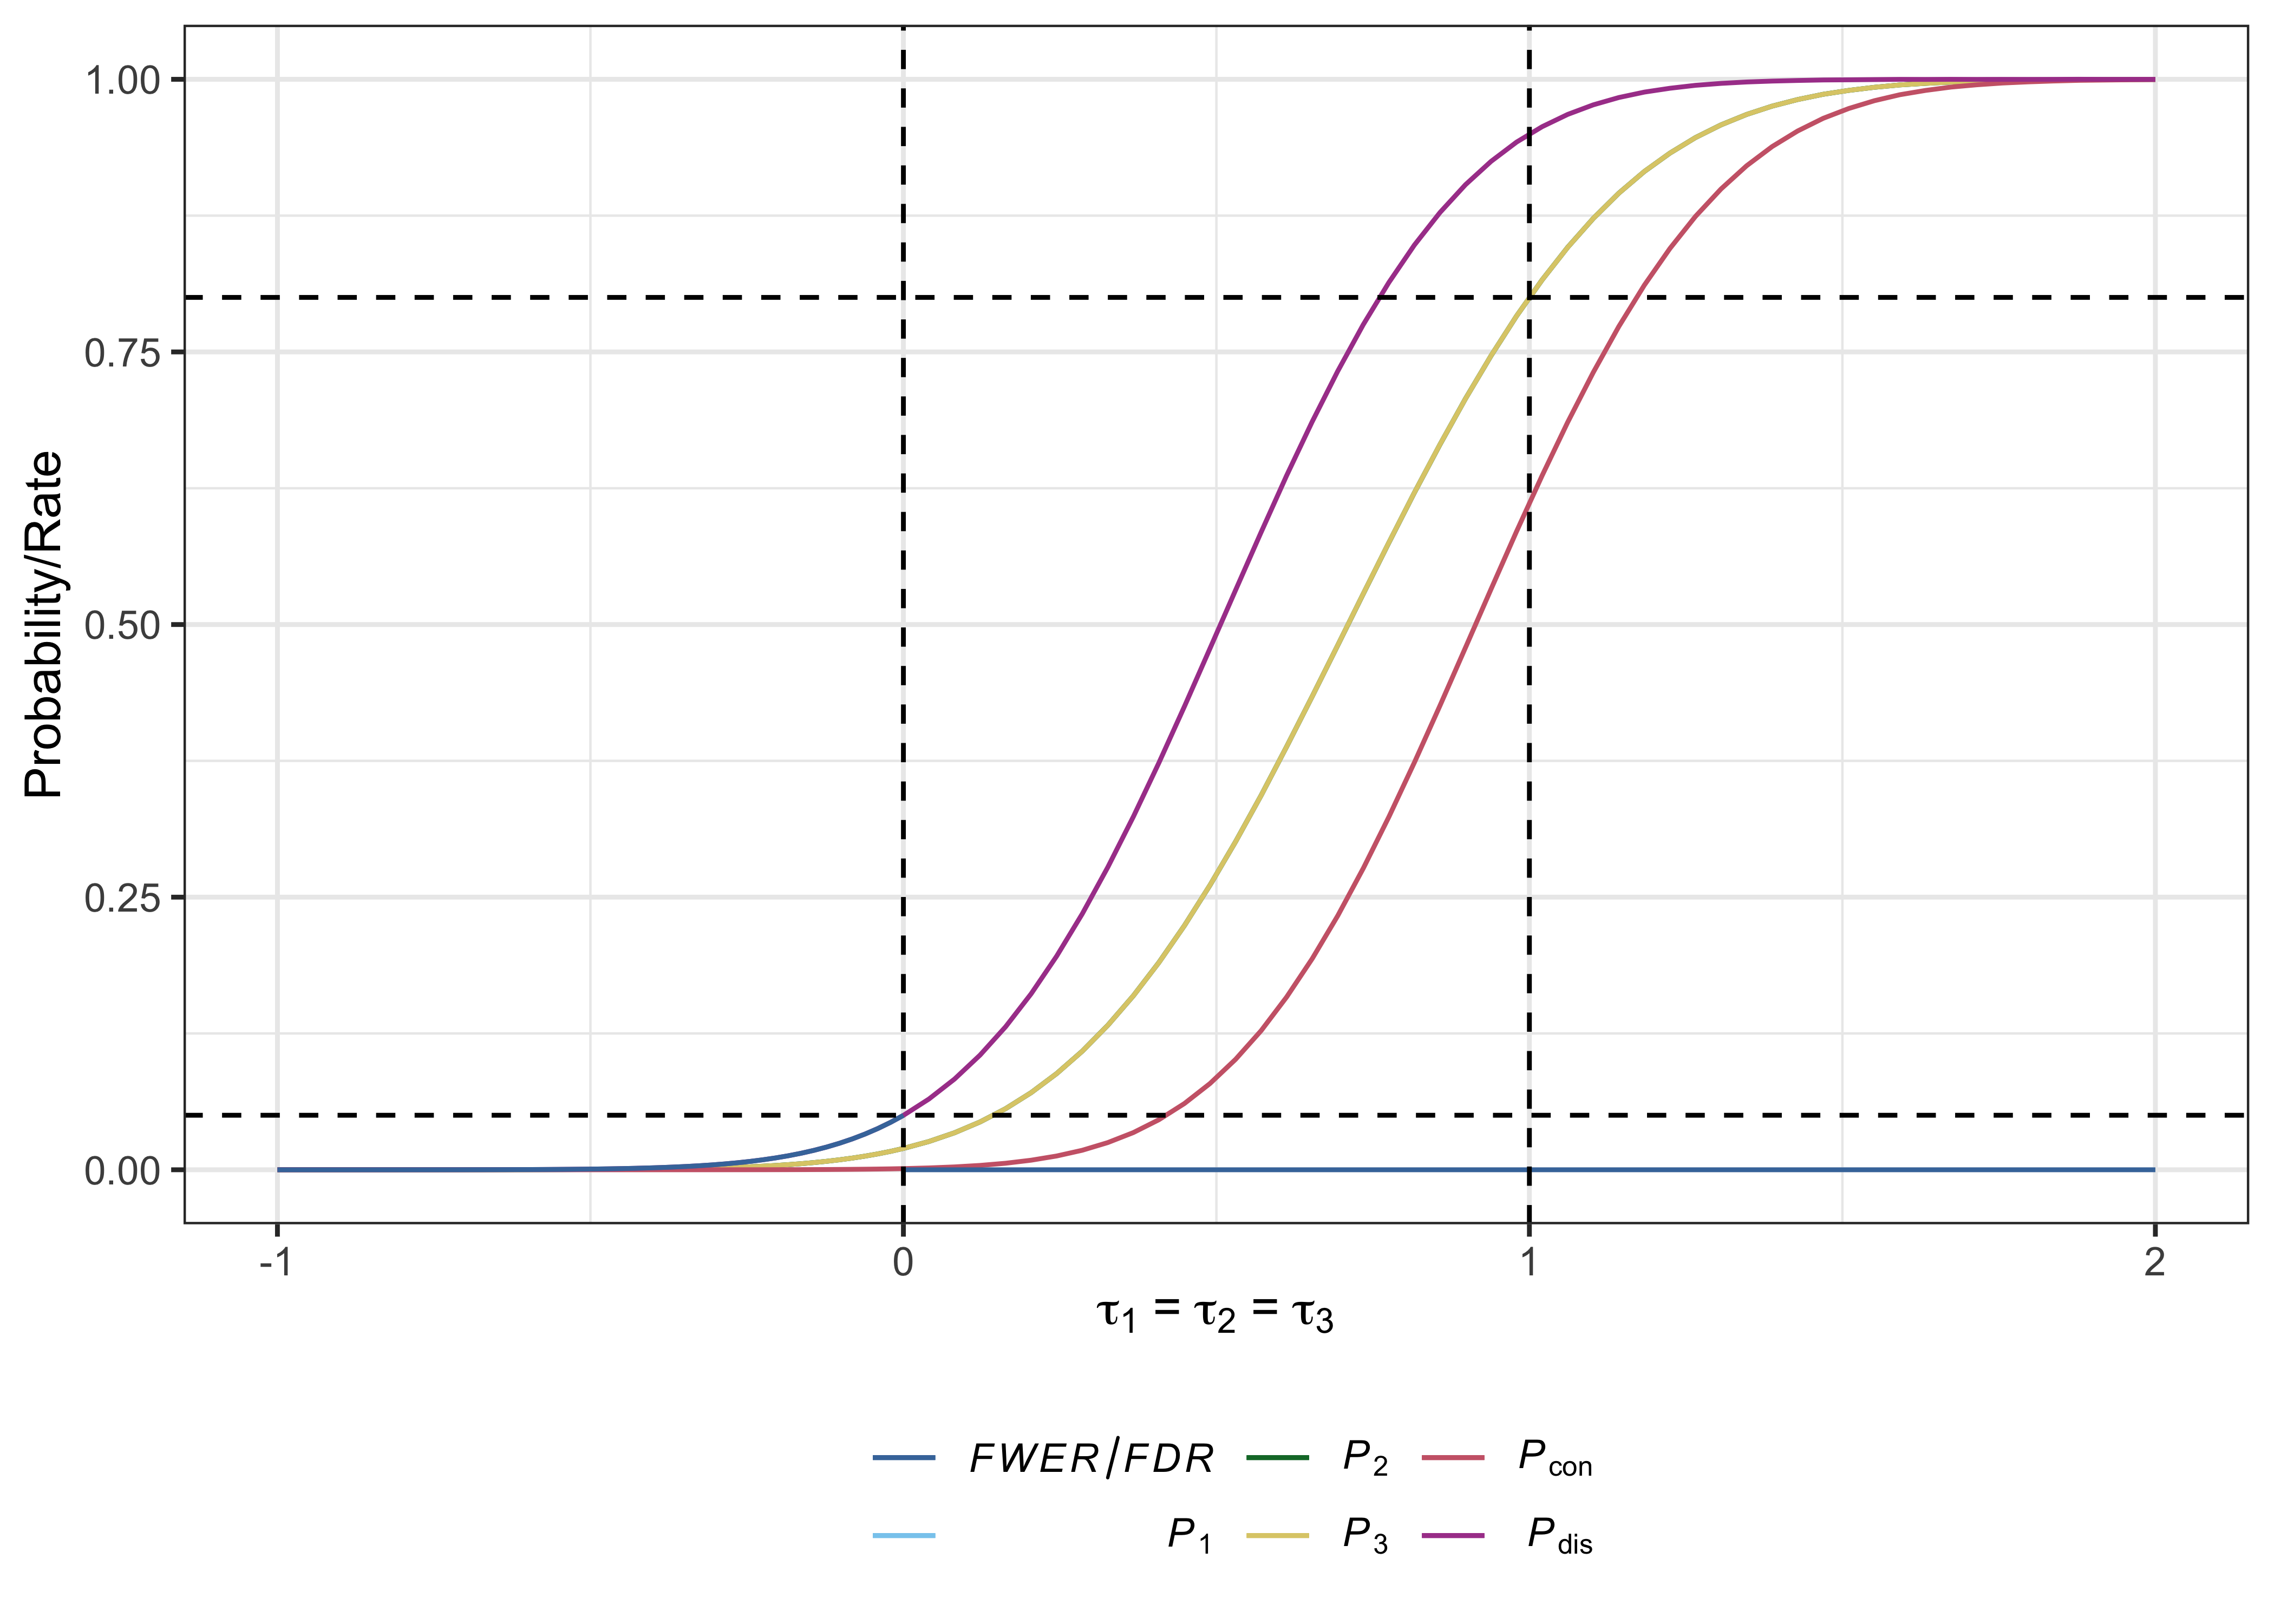 Probability/Rate
1.00
0.75
0.50
0.25
0.00
-1 0 1 2
τ1 = τ2 = τ3
FWER/FDR P2 Pcon
P1 P3 Pdis